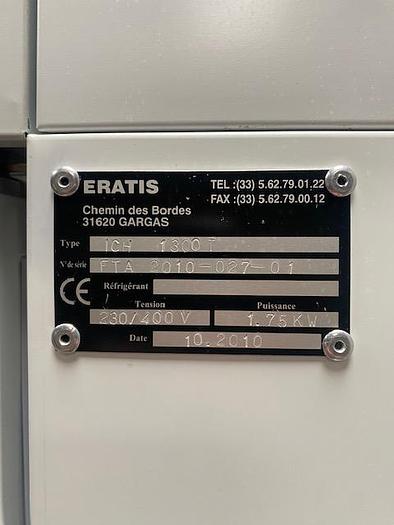 ERATIS
TEL :(33) 5.62.79.01.22
FAX :(33) 5.62.79.00.12
Chemin des Bordes
31620 GARGAS
Type ICH 1300T
N° de série FTA 2010-027-01
CE Réfrigérant
Tension Puissance
230/400 V 1.75KW
Date 10.2010